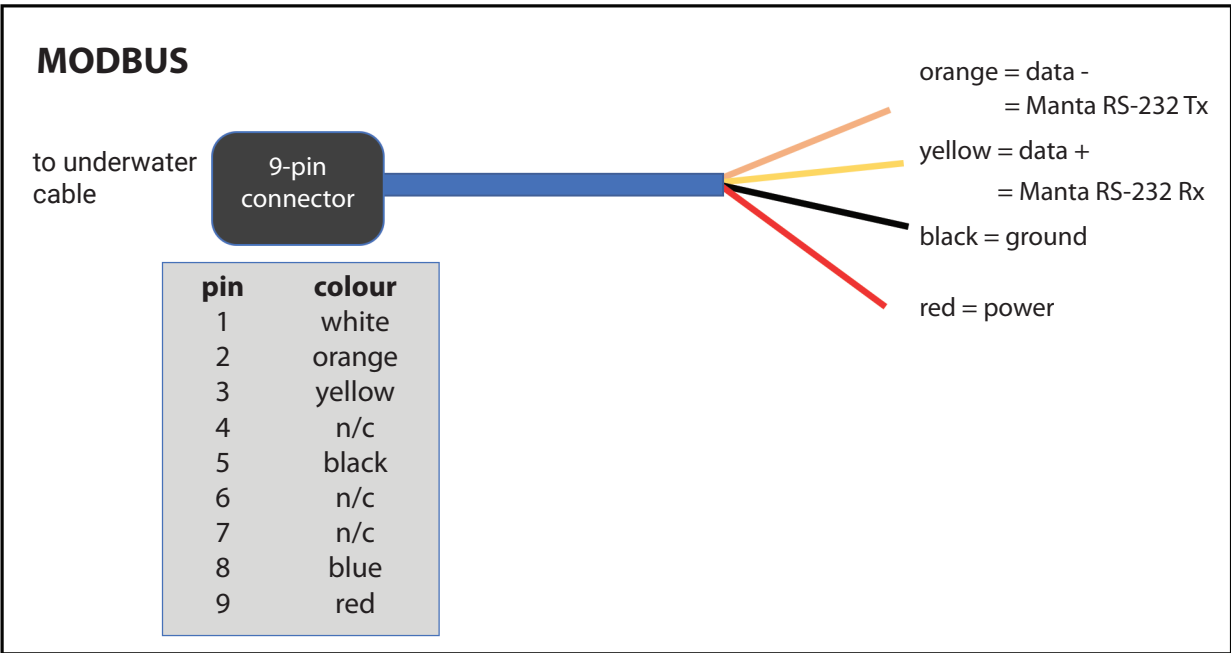 MODBUS
to underwater
cable
9-pin
connector
orange = data -
= Manta RS-232 Tx
yellow = data +
= Manta RS-232 Rx
black = ground
red = power
pin colour
1 white
2 orange
3 yellow
4 n/c
5 black
6 n/c
7 n/c
8 blue
9 red